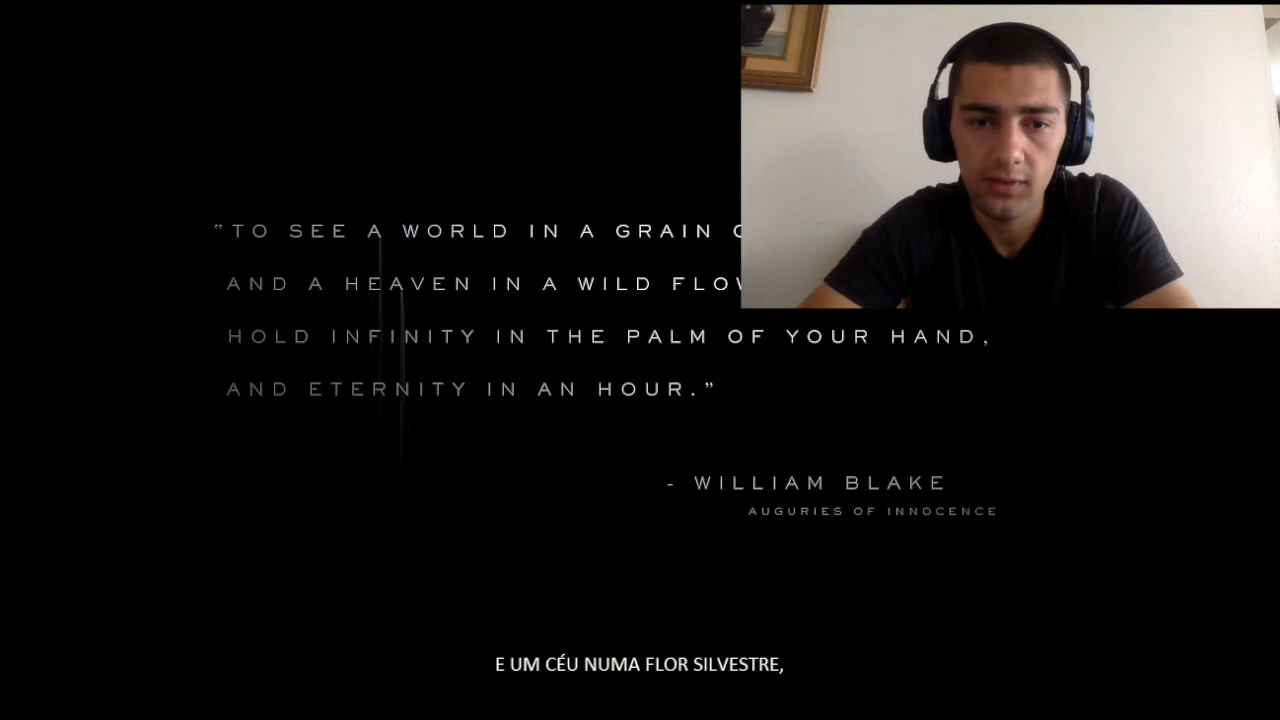 “TO SEE A WORLD IN A GRAIN
AND A HEAVEN IN A WILD
HOLD INFINITY IN THE PALM OF YOUR HAND,
AND ETERNITY IN AN HOUR.”
- WILLIAM BLAKE
AUGURIES OF INNOCENCE
E UM CÉU NUMA FLOR SILVESTRE,